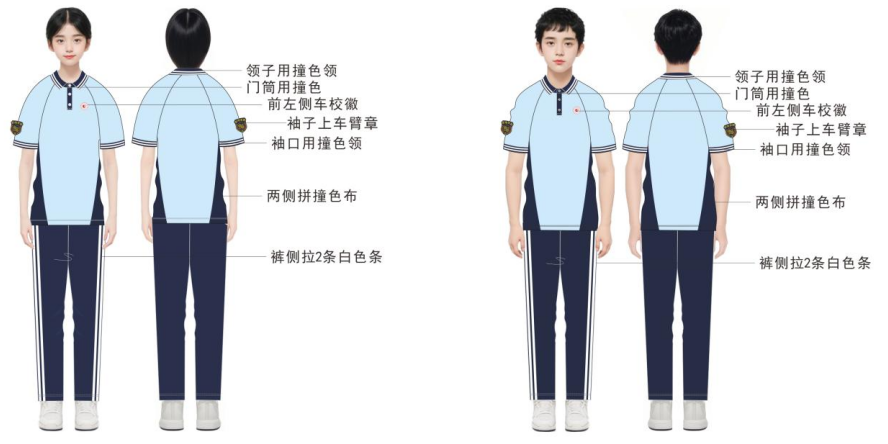 领子用撞色领
门筒用撞色
前左侧车校徽
袖子上车臂章
袖口用撞色领
两侧拼撞色布
裤侧拉2条白色条
领子用撞色领
门筒用撞色
前左侧车校徽
袖子上车臂章
袖口用撞色领
两侧拼撞色布
裤侧拉2条白色条